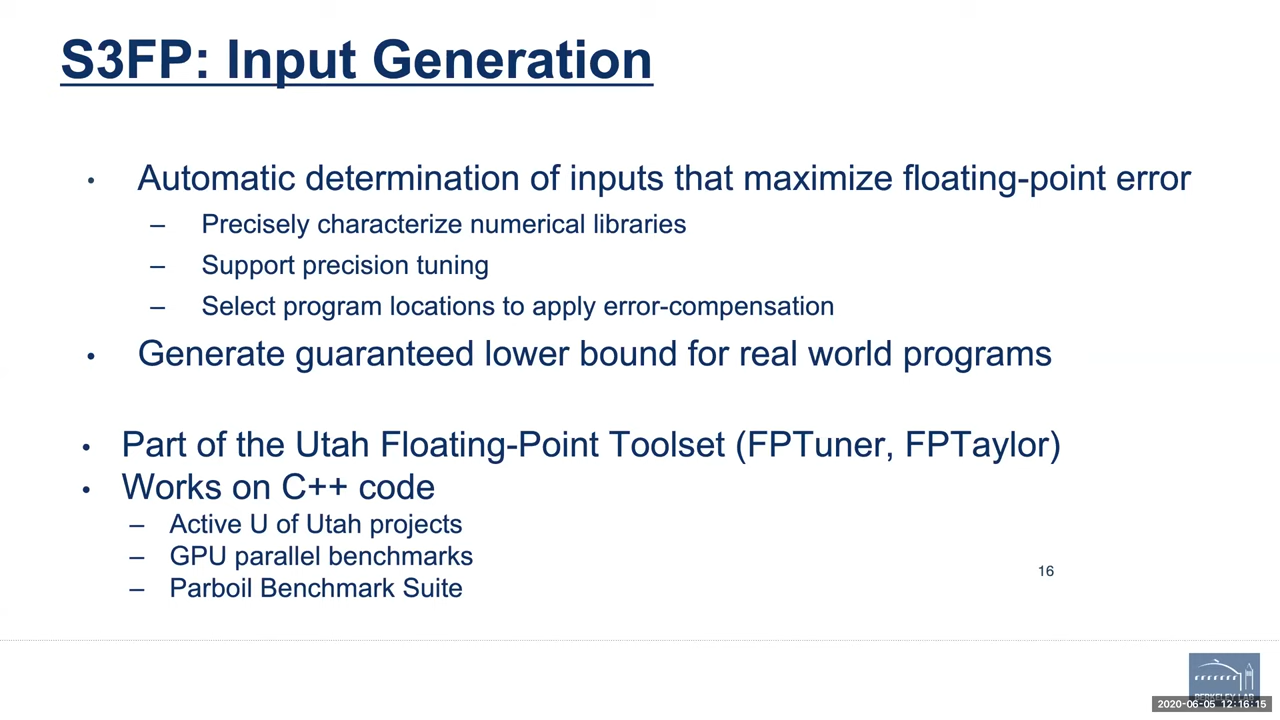 S3FP: Input Generation
• Automatic determination of inputs that maximize floating-point error
– Precisely characterize numerical libraries
– Support precision tuning
– Select program locations to apply error-compensation
• Generate guaranteed lower bound for real world programs
• Part of the Utah Floating-Point Toolset (FPTuner, FPTaylor)
• Works on C++ code
– Active U of Utah projects
– GPU parallel benchmarks
– Parboil Benchmark Suite
16
BERKELEY LAB
2020-06-05 12:16:15